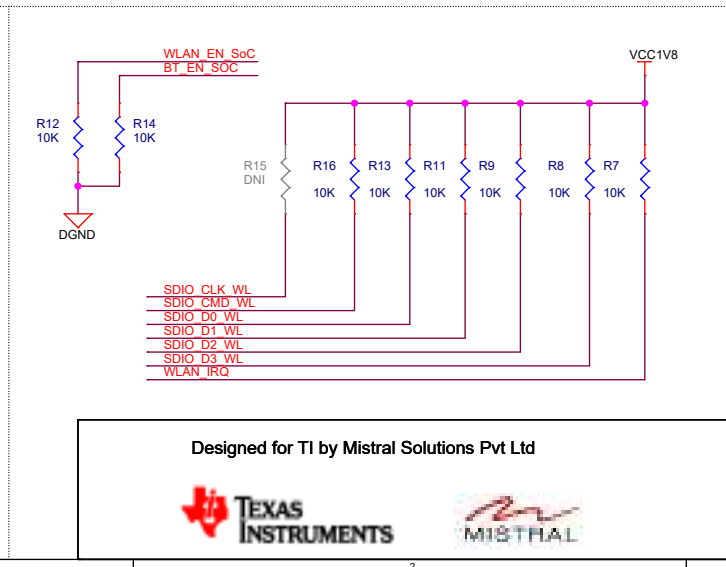 WLAN_EN_SoC
BT_EN_SOC
VCC1V8
R12
10K
R14
10K
R15
DNI
R16
10K
R13
10K
R11
10K
R9
10K
R8
10K
R7
10K
DGND
SDIO_CLK_WL
SDIO_CMD_WL
SDIO_D0_WL
SDIO_D1_WL
SDIO_D2_WL
SDIO_D3_WL
WLAN_IRQ
Designed for TI by Mistral Solutions Pvt Ltd
TEXAS
INSTRUMENTS
MISTRAL
2